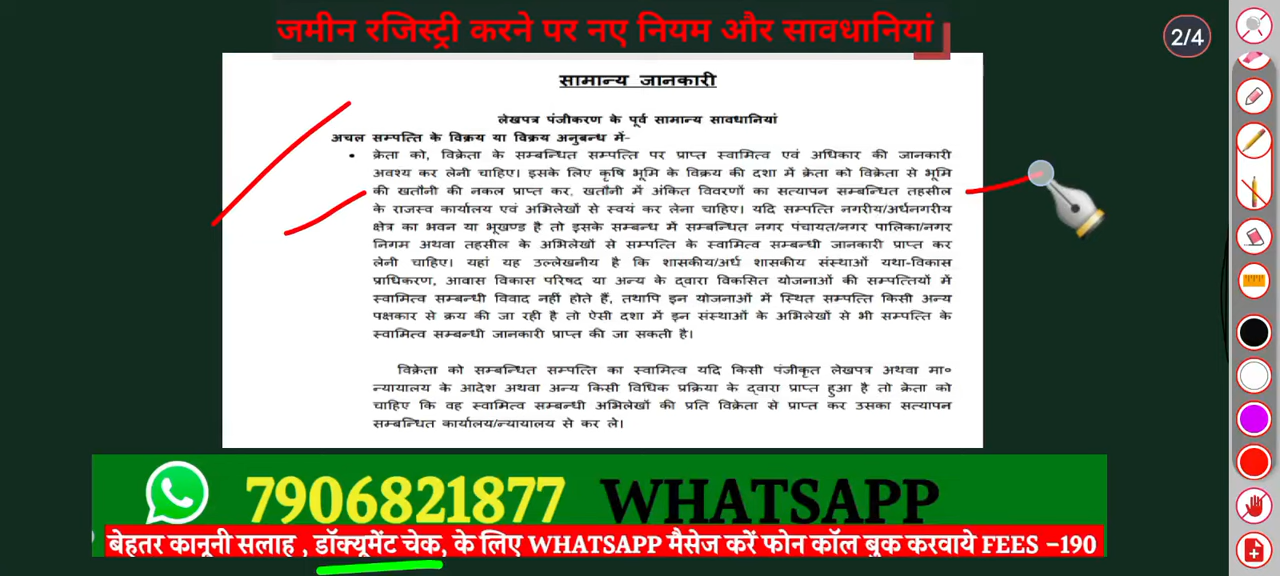 जमीन रजिस्ट्री करने पर नए नियम और सावधानियां
2/4
सामान्य जानकारी
लेखपत्र पंजीकरण के पूर्व सामान्य सावधानियां
अचल सम्पत्ति के विक्रय या विक्रय अनुबन्ध में-
• क्रेता को, विक्रेता के सम्बन्धित सम्पत्ति पर प्राप्त स्वामित्व एवं अधिकार की जानकारी
अवश्य कर लेनी चाहिए। इसके लिए कृषि भूमि के विक्रय की दशा में क्रेता को विक्रेता से भूमि
की खतौनी की नकल प्राप्त कर, खतौनी में अंकित विवरणों का सत्यापन सम्बन्धित तहसील
के राजस्व कार्यालय एवं अभिलेखों से स्वयं कर लेना चाहिए। यदि सम्पत्ति नगरीय/अर्धनगरीय
क्षेत्र का भवन या भूखण्ड है तो इसके सम्बन्ध में सम्बन्धित नगर पंचायत/नगर पालिका/नगर
निगम अथवा तहसील के अभिलेखों से सम्पत्ति के स्वामित्व सम्बन्धी जानकारी प्राप्त कर
लेनी चाहिए। यहां यह उल्लेखनीय है कि शासकीय/अर्ध शासकीय संस्थाओं यथा-विकास
प्राधिकरण, आवास विकास परिषद या अन्य के द्वारा विकसित योजनाओं की सम्पत्तियों में
स्वामित्व सम्बन्धी विवाद नहीं होते हैं, तथापि इन योजनाओं में स्थित सम्पत्ति किसी अन्य
पक्षकार से क्रय की जा रही है तो ऐसी दशा में इन संस्थाओं के अभिलेखों से भी सम्पत्ति के
स्वामित्व सम्बन्धी जानकारी प्राप्त की जा सकती है।
विक्रेता को सम्बन्धित सम्पत्ति का स्वामित्व यदि किसी पंजीकृत लेखपत्र अथवा मा०
न्यायालय के आदेश अथवा अन्य किसी विधिक प्रक्रिया के द्वारा प्राप्त हुआ है तो क्रेता को
चाहिए कि वह स्वामित्व सम्बन्धी अभिलेखों की प्रति विक्रेता से प्राप्त कर उसका सत्यापन
सम्बन्धित कार्यालय/न्यायालय से कर ले।
7906821877 WHATSAPP
बेहतर कानूनी सलाह , डॉक्यूमेंट चेक, के लिए WHATSAPP मैसेज करें फोन कॉल बुक करवाये FEES -190